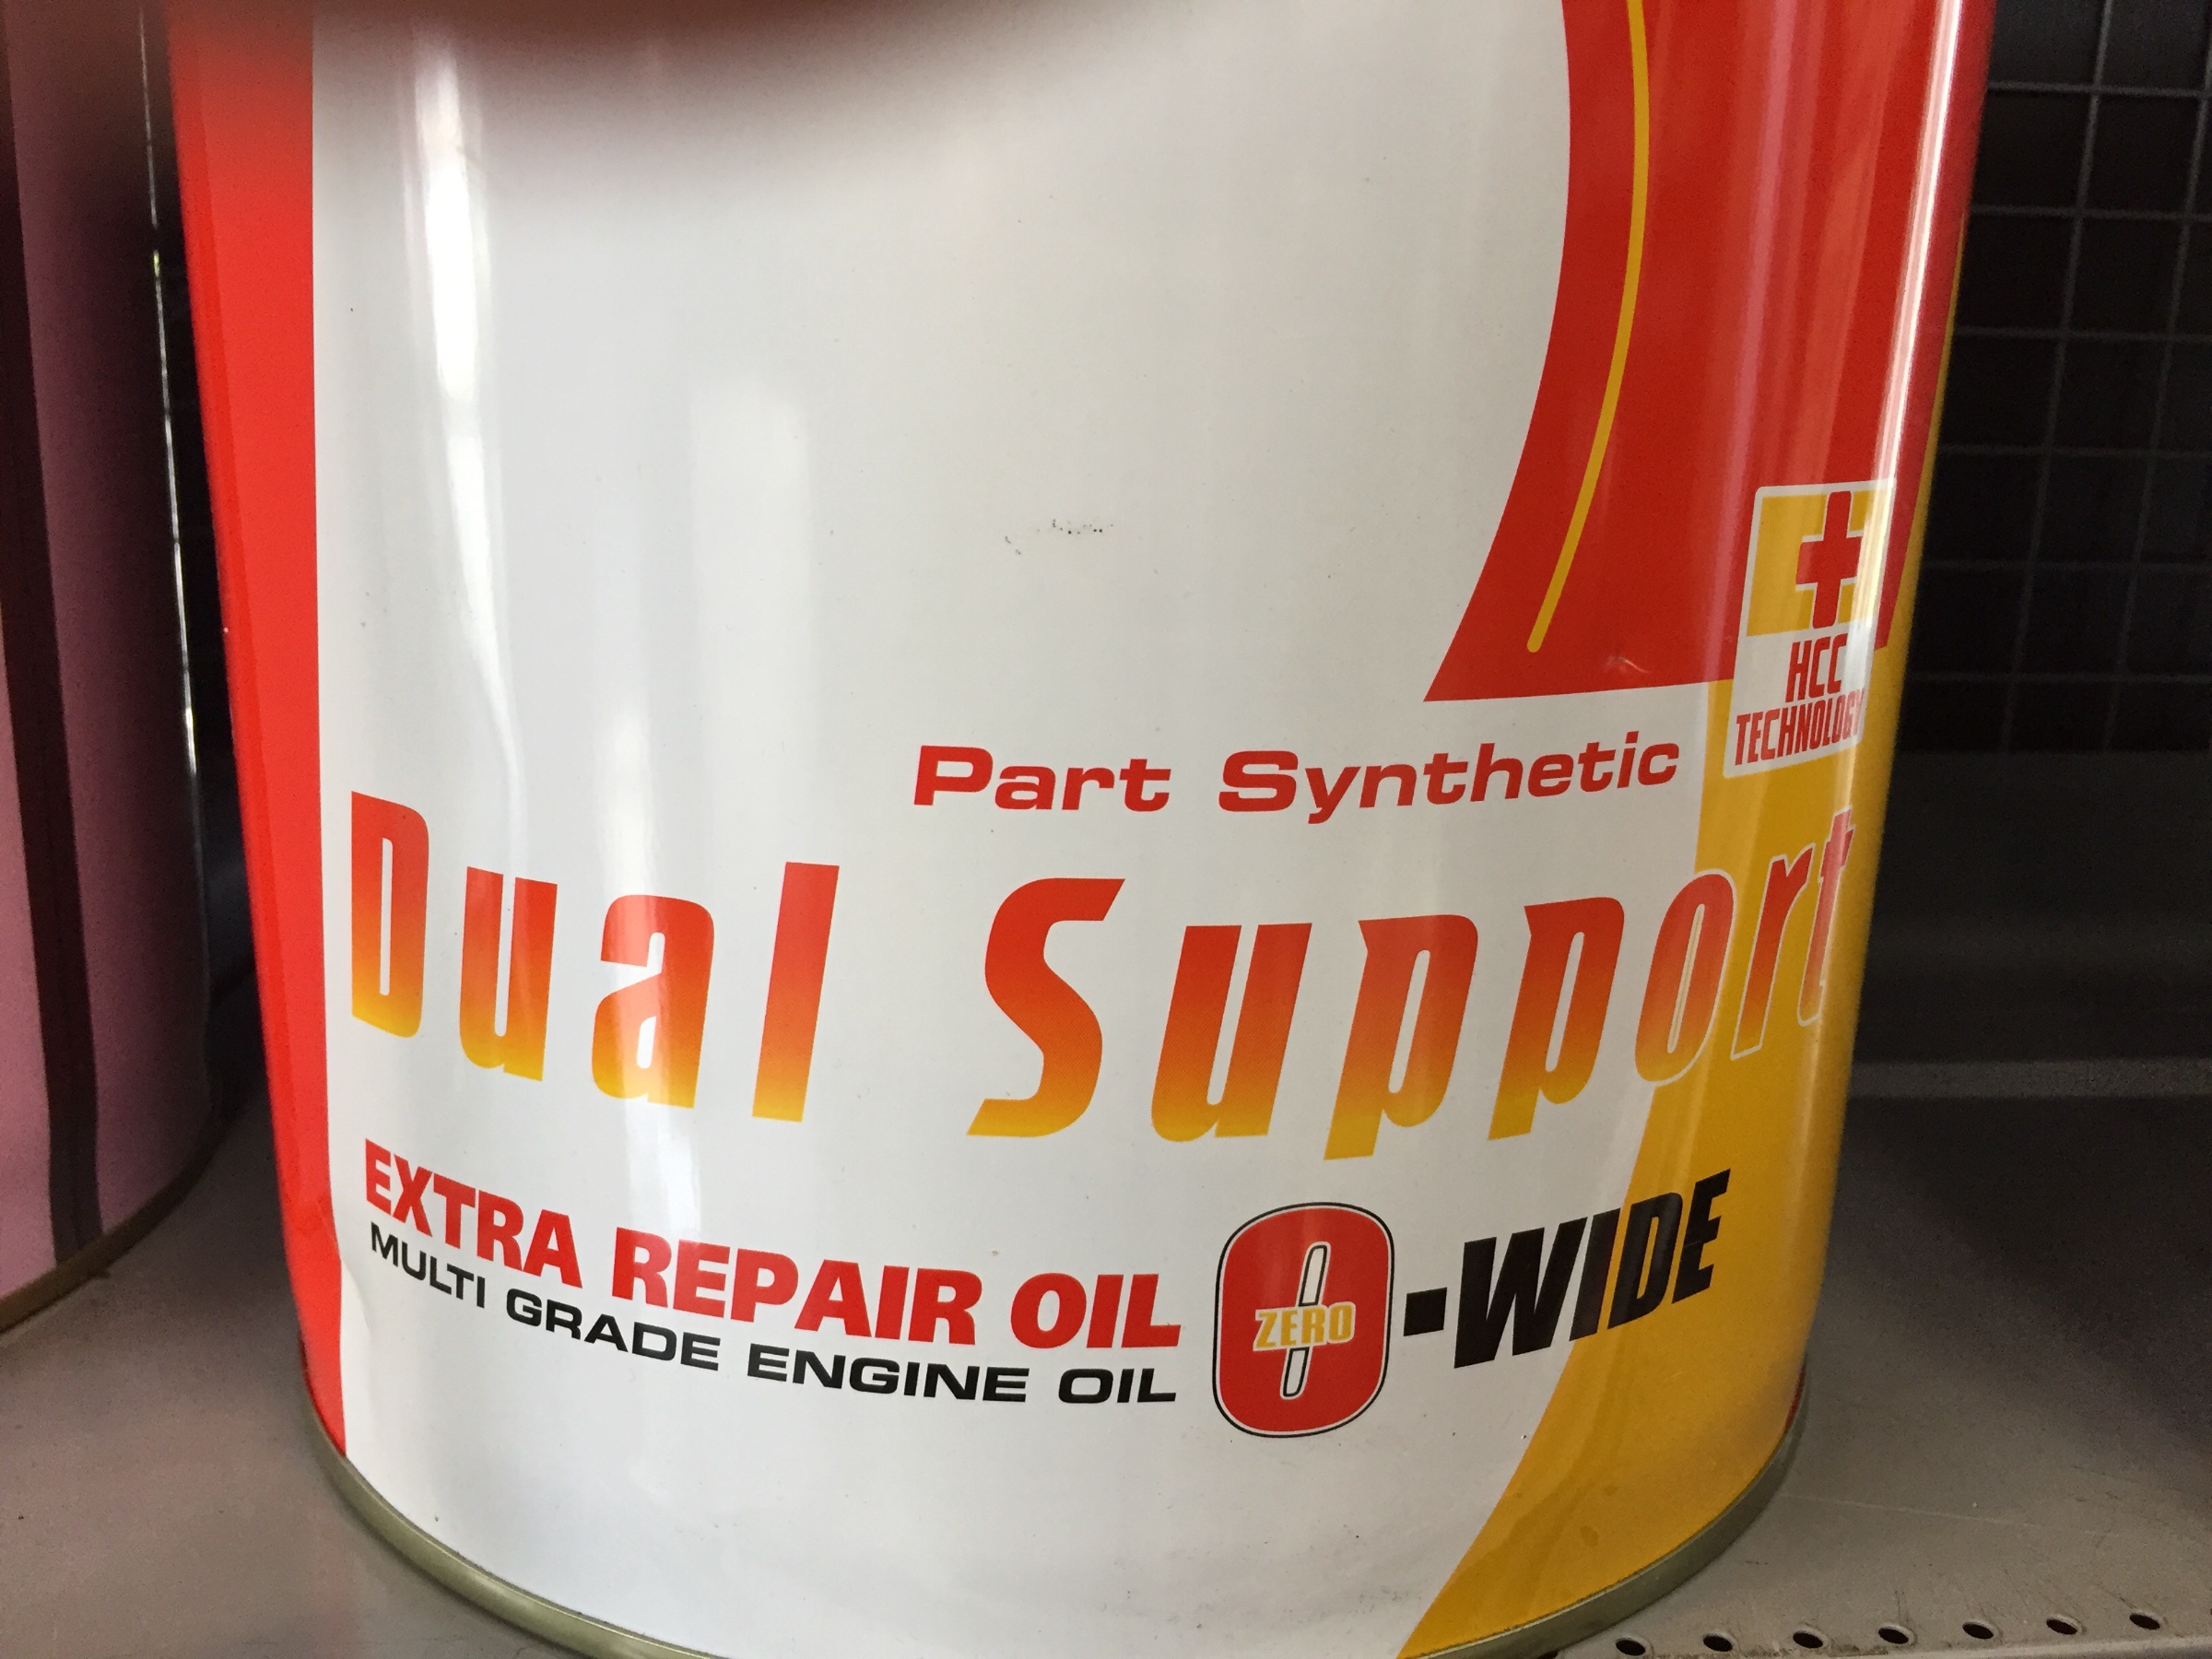 HCC
TECHNOLOGY
Part Synthetic
Dual Support
EXTRA REPAIR OIL
MULTI GRADE ENGINE OIL
0-WIDE
ZERO